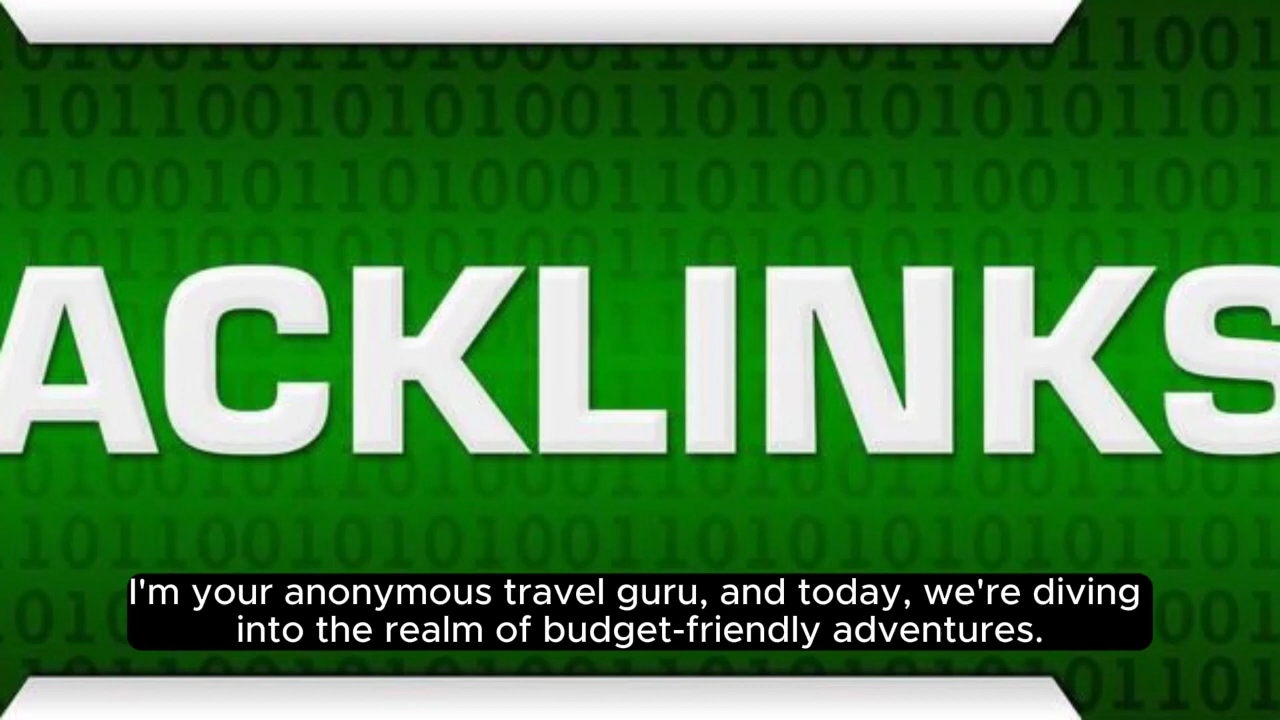 ACKLINKS
I'm your anonymous travel guru, and today, we're diving
into the realm of budget-friendly adventures.